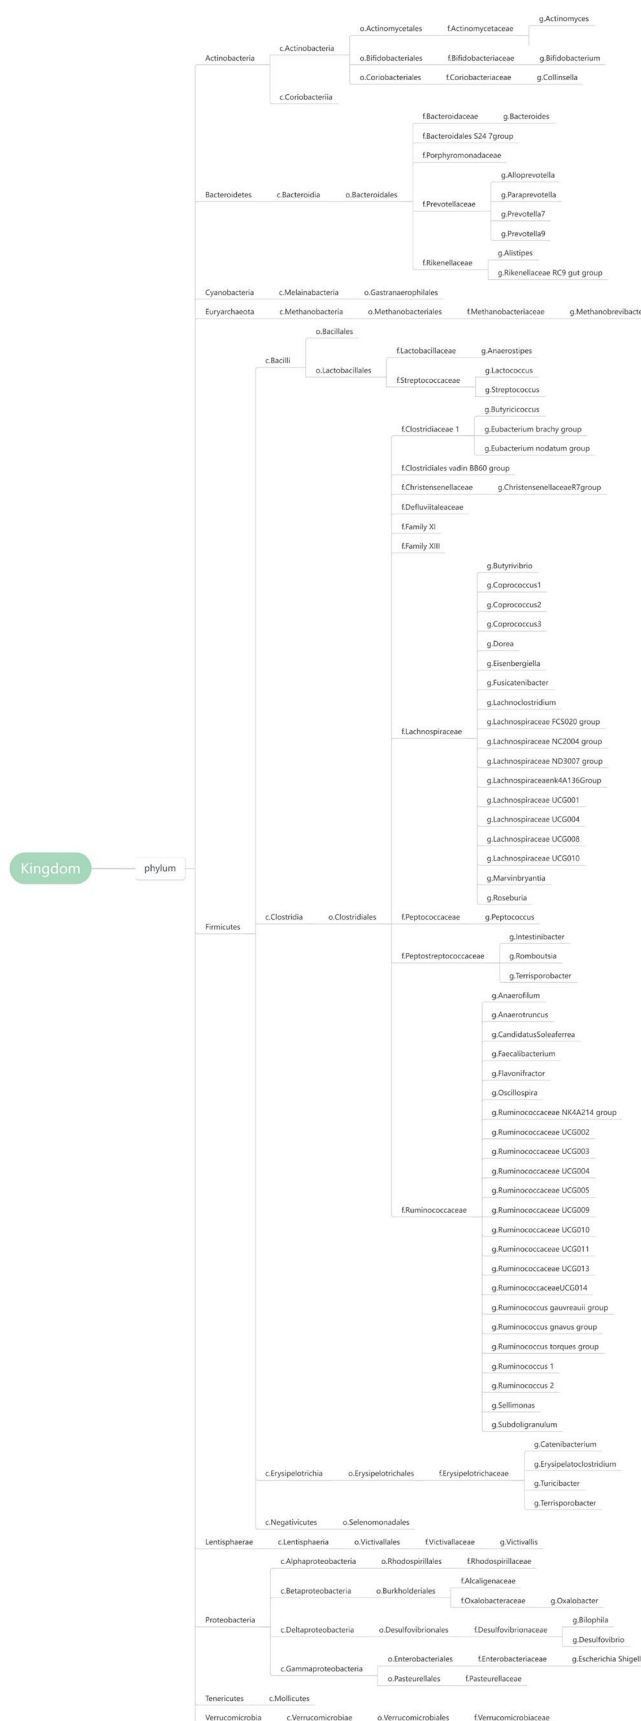 g.Actinomyces
o.Actinomycetales f.Actinomycetaceae
c.Actinobacteria
Actinobacteria o.Bifidobacteriales f.Bifidobacteriaceae g.Bifidobacterium
o.Coriobacteriales f.Coriobacteriaceae g.Collinsella
c.Coriobacteriia
f.Bacteroidaceae g.Bacteroides
f.Bacteroidales S24 7group
f.Porphyromonadaceae
g.Alloprevotella
Bacteroidetes c.Bacteroidia o.Bacteroidales g.Paraprevotella
f.Prevotellaceae
g.Prevotella7
g.Prevotella9
g.Alistipes
f.Rikenellaceae
g.Rikenellaceae RC9 gut group
Cyanobacteria c.Melainabacteria o.Gastranaerophilales
Euryarchaeota c.Methanobacteria o.Methanobacteriales f.Methanobacteriaceae g.Methanobrevibacte
o.Bacillales
f.Lactobacillaceae g.Anaerostipes
c.Bacilli
o.Lactobacillales g.Lactococcus
f.Streptococcaceae
g.Streptococcus
g.Butyricicoccus
f.Clostridiaceae 1 g.Eubacterium brachy group
g.Eubacterium nodatum group
f.Clostridiales vadin BB60 group
f.Christensenellaceae g.ChristensenellaceaeR7group
f.Defluviitaleaceae
f.Family XI
f.Family XIII
g.Butyrivibrio
g.Coprococcus1
g.Coprococcus2
g.Coprococcus3
g.Dorea
g.Eisenbergiella
g.Fusicatenibacter
g.Lachnoclostridium
g.Lachnospiraceae FCS020 group
f.Lachnospiraceae
g.Lachnospiraceae NC2004 group
g.Lachnospiraceae ND3007 group
g.Lachnospiraceaenk4A136Group
g.Lachnospiraceae UCG001
g.Lachnospiraceae UCG004
g.Lachnospiraceae UCG008
g.Lachnospiraceae UCG010
Kingdom phylum
g.Marvinbryantia
g.Roseburia
c.Clostridia o.Clostridiales f.Peptococcaceae g.Peptococcus
Firmicutes
g.Intestinibacter
f.Peptostreptococcaceae g.Romboutsia
g.Terrisporobacter
g.Anaerofilum
g.Anaerotruncus
g.CandidatusSoleaferrea
g.Faecalibacterium
g.Flavonifractor
g.Oscillospira
g.Ruminococcaceae NK4A214 group
g.Ruminococcaceae UCG002
g.Ruminococcaceae UCG003
g.Ruminococcaceae UCG004
g.Ruminococcaceae UCG005
f.Ruminococcaceae g.Ruminococcaceae UCG009
g.Ruminococcaceae UCG010
g.Ruminococcaceae UCG011
g.Ruminococcaceae UCG013
g.RuminoccaceaeUCG014
g.Ruminococcus gauvreauii group
g.Ruminococcus gnavus group
g.Ruminococcus torques group
g.Ruminococcus 1
g.Ruminococcus 2
g.Sellimonas
g.Subdoligranulum
g.Catenibacterium
g.Erysipelatoclostridium
c.Erysipelotrichia o.Erysipelotrichales f.Erysipelotrichaceae
g.Turicibacter
g.Terrisporobacter
c.Negativicutes o.Selenomonadales
Lentisphaerae c.Lentisphaeria o.Victivallales f.Victivallaceae g.Victivallis
c.Alphaproteobacteria o.Rhodospirillales f.Rhodospirillaceae
f.Alcaligenaceae
c.Betaproteobacteria o.Burkholderiales
f.Oxalobacteraceae g.Oxalobacter
Proteobacteria g.Bilophila
c.Deltaproteobacteria o.Desulfovibrionales f.Desulfovibrionaceae
g.Desulfovibrio
o.Enterobacteriales f.Enterobacteriaceae g.Escherichia Shigell
c.Gammaproteobacteria
o.Pasteurellales f.Pasteurellaceae
Tenericutes c.Mollicutes
Verrucomicrobia c.Verrucomicrobiae o.Verrucomicrobiales f.Verrucomicrobiaceae